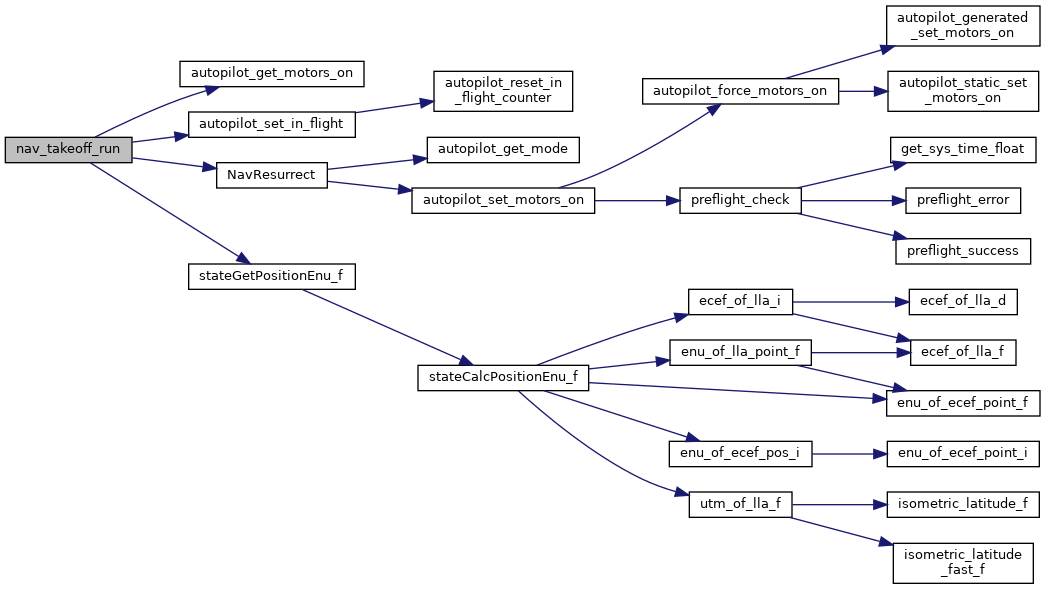 nav_takeoff_run
autopilot_get_motors_on
autopilot_set_in_flight
NavResurrect
stateGetPositionEnu_f
autopilot_reset_in
_flight_counter
autopilot_get_mode
autopilot_set_motors_on
stateCalcPositionEnu_f
autopilot_force_motors_on
preflight_check
ecef_of_lla_i
enu_of_lla_point_f
enu_of_ecef_pos_i
utm_of_lla_f
autopilot_generated
_set_motors_on
autopilot_static_set
_motors_on
get_sys_time_float
preflight_error
preflight_success
ecef_of_lla_d
ecef_of_lla_f
enu_of_ecef_point_f
enu_of_ecef_point_i
isometric_latitude_f
isometric_latitude
_fast_f